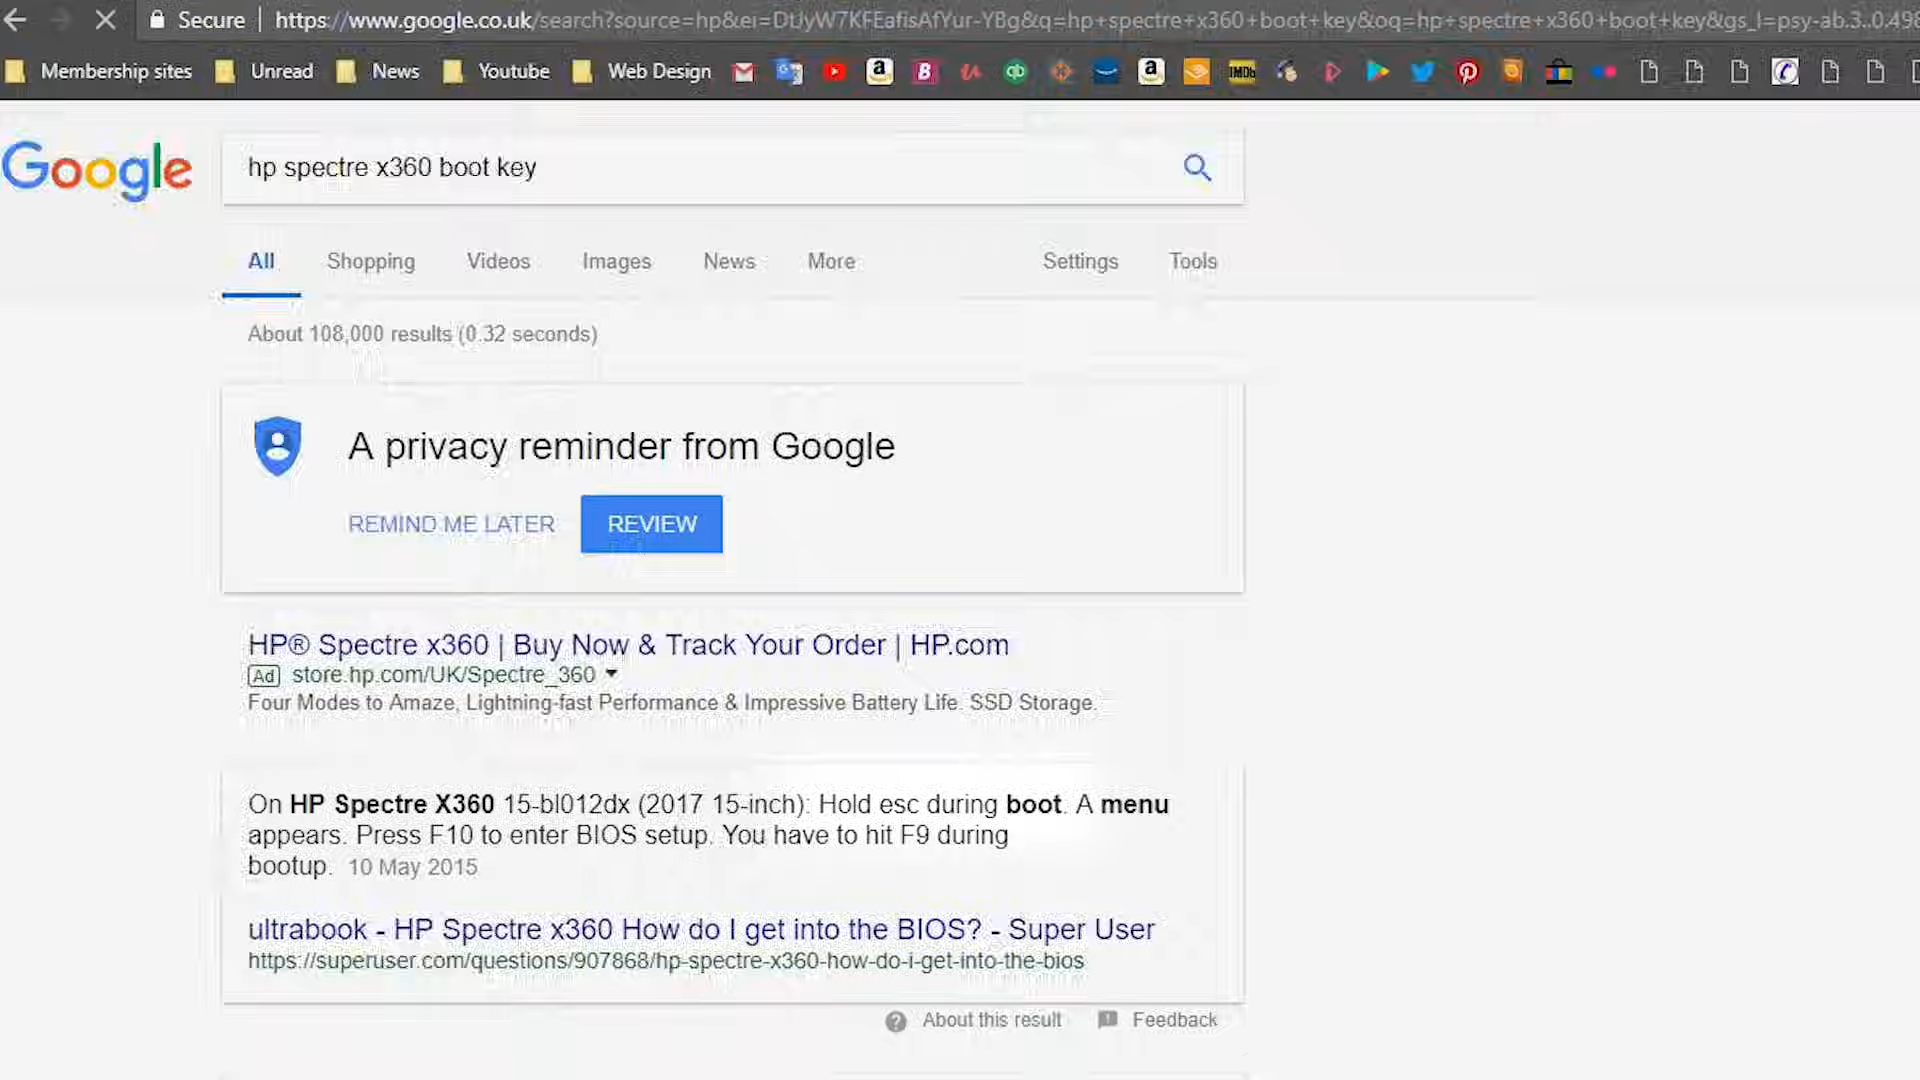 Secure https://www.google.co.uk/search?source=hp&ei=DtJyW7KFEafisAfYur-YBg&q=hp+spectre+x360+boot+key&oq=hp+spectre+x360+boot+key&gs_l=psy-ab.3..0.498
Membership sites Unread News Youtube Web Design
Google
hp spectre x360 boot key
All Shopping Videos Images News More Settings Tools
About 108,000 results (0.32 seconds)
A privacy reminder from Google
REMIND ME LATER REVIEW
HP® Spectre x360 | Buy Now & Track Your Order | HP.com
Ad store.hp.com/UK/Spectre_360
Four Modes to Amaze, Lightning-fast Performance & Impressive Battery Life. SSD Storage.
On HP Spectre X360 15-bl012dx (2017 15-inch): Hold esc during boot. A menu
appears. Press F10 to enter BIOS setup. You have to hit F9 during
bootup. 10 May 2015
ultrabook - HP Spectre x360 How do I get into the BIOS? - Super User
https://superuser.com/questions/907868/hp-spectre-x360-how-do-i-get-into-the-bios
About this result Feedback